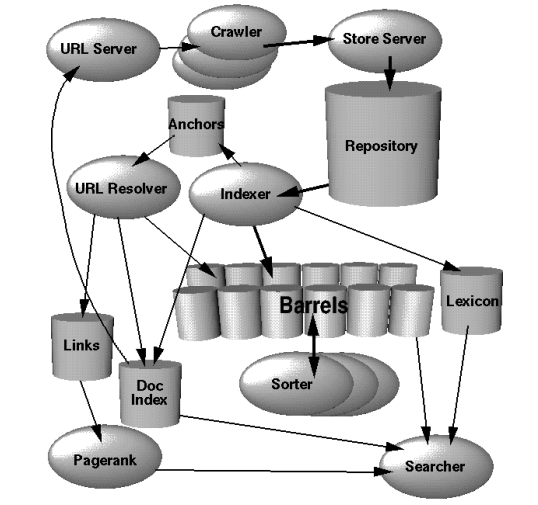 URL Server
Crawler
Store Server
Anchors
Repository
URL Resolver
Indexer
Barrels
Lexicon
Links
Doc
Index
Sorter
Pagerank
Searcher